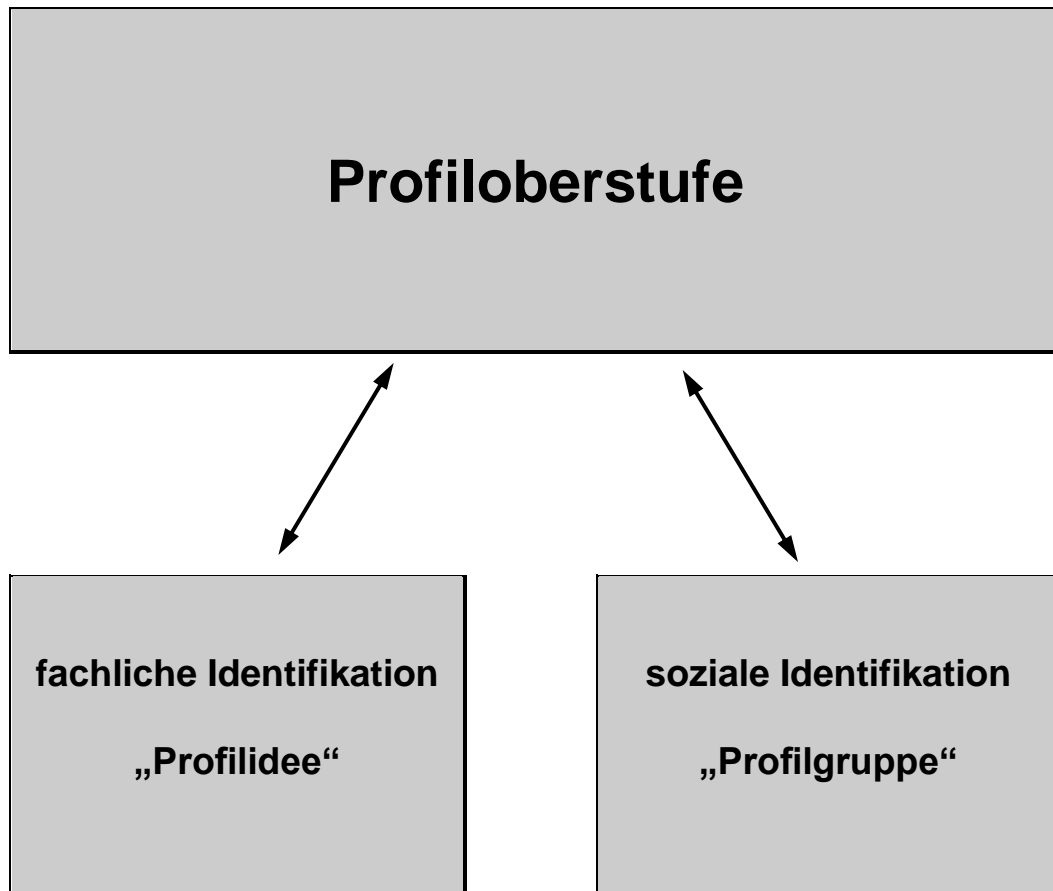 Profiloberstufe
fachliche Identifikation
„Profilidee“
soziale Identifikation
„Profilgruppe“